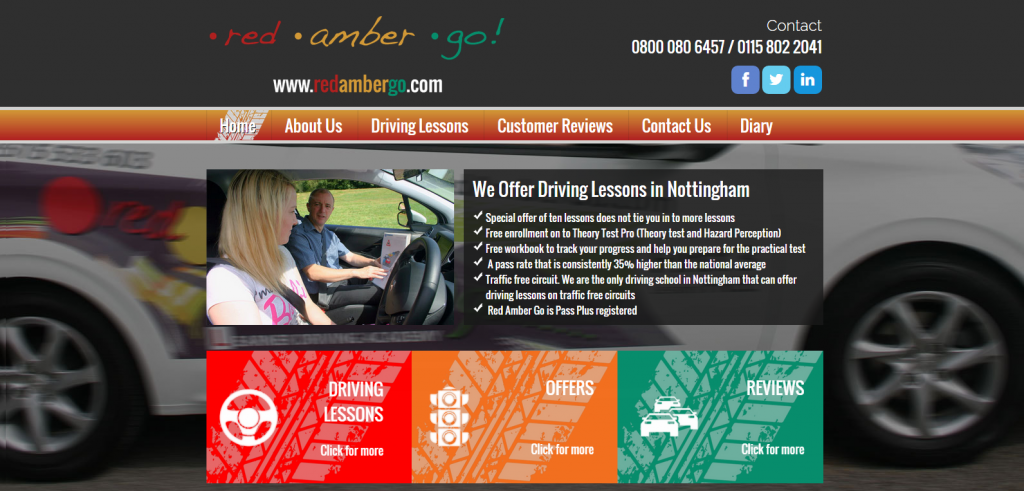 • red • amber • go!
www.redambergo.com
Contact
0800 080 6457 / 0115 802 2041
Home
About Us
Driving Lessons
Customer Reviews
Contact Us
Diary
red
We Offer Driving Lessons in Nottingham
Special offer of ten lessons does not tie you in to more lessons
Free enrollment on to Theory Test Pro (Theory test and Hazard Perception)
Free workbook to track your progress and help you prepare for the practical test
A pass rate that is consistently 35% higher than the national average
Traffic free circuit. We are the only driving school in Nottingham that can offer
driving lessons on traffic free circuits
Red Amber Go is Pass Plus registered
DRIVING
LESSONS
Click for more
OFFERS
Click for more
REVIEWS
Click for more